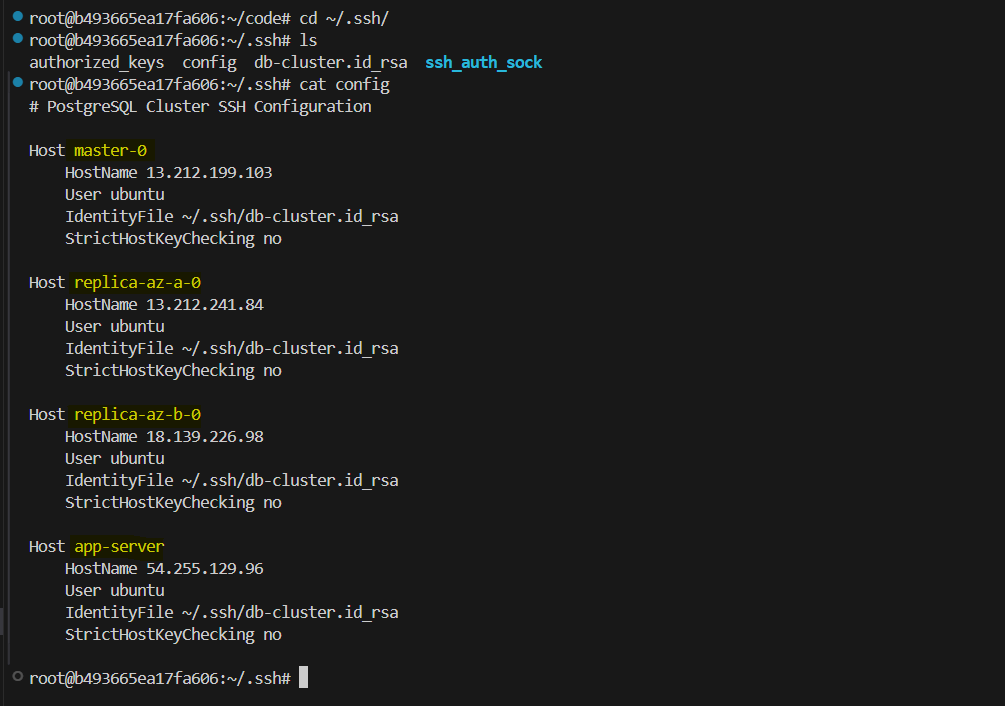 root@b493665ea17fa606:~/code# cd ~/.ssh/
root@b493665ea17fa606:~/.ssh# ls
authorized_keys  config  db-cluster.id_rsa  ssh_auth_sock
root@b493665ea17fa606:~/.ssh# cat config
# PostgreSQL Cluster SSH Configuration

Host master-0
    HostName 13.212.199.103
    User ubuntu
    IdentityFile ~/.ssh/db-cluster.id_rsa
    StrictHostKeyChecking no

Host replica-az-a-0
    HostName 13.212.241.84
    User ubuntu
    IdentityFile ~/.ssh/db-cluster.id_rsa
    StrictHostKeyChecking no

Host replica-az-b-0
    HostName 18.139.226.98
    User ubuntu
    IdentityFile ~/.ssh/db-cluster.id_rsa
    StrictHostKeyChecking no

Host app-server
    HostName 54.255.129.96
    User ubuntu
    IdentityFile ~/.ssh/db-cluster.id_rsa
    StrictHostKeyChecking no

root@b493665ea17fa606:~/.ssh#